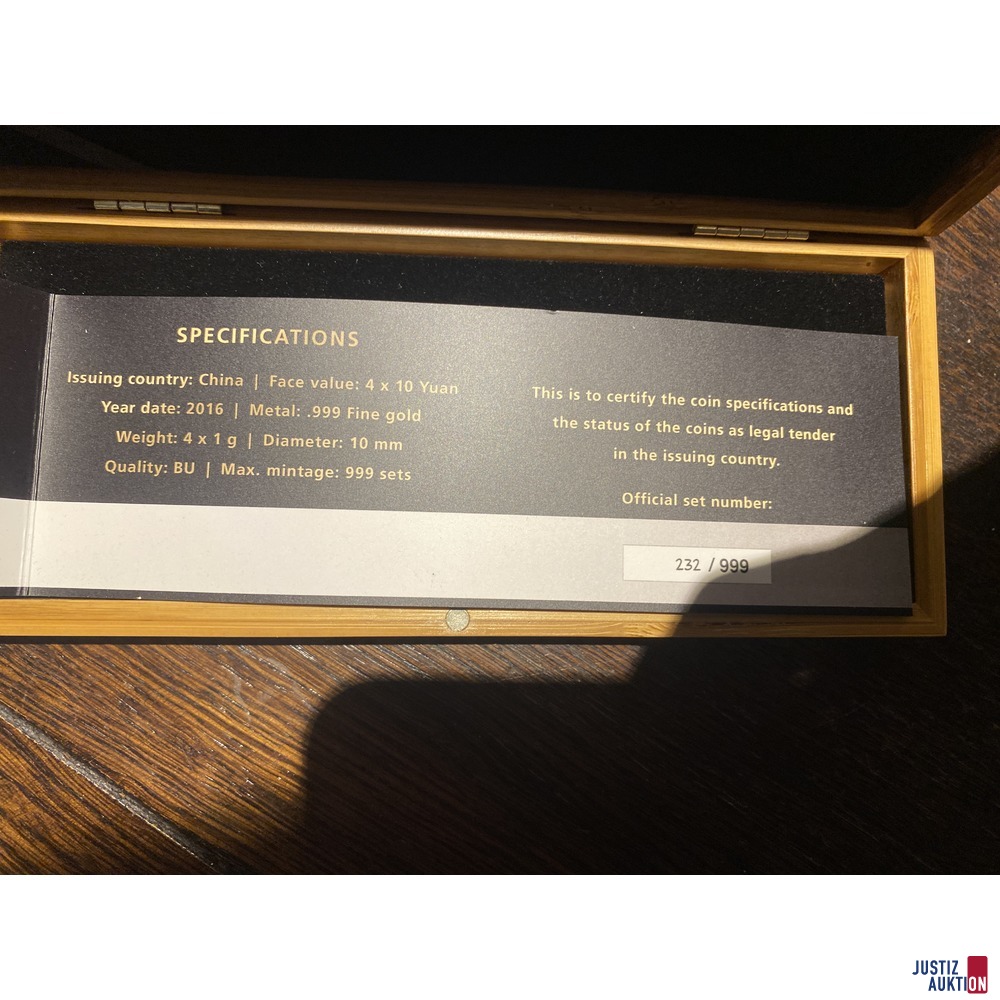 SPECIFICATIONS
Issuing country: China | Face value: 4 x 10 Yuan
Year date: 2016 | Metal: .999 Fine gold
Weight: 4 x 1 g | Diameter: 10 mm
Quality: BU | Max. mintage: 999 sets
This is to certify the coin specifications and
the status of the coins as legal tender
in the issuing country.
Official set number:
232 / 999
JUSTIZ
AUKTION